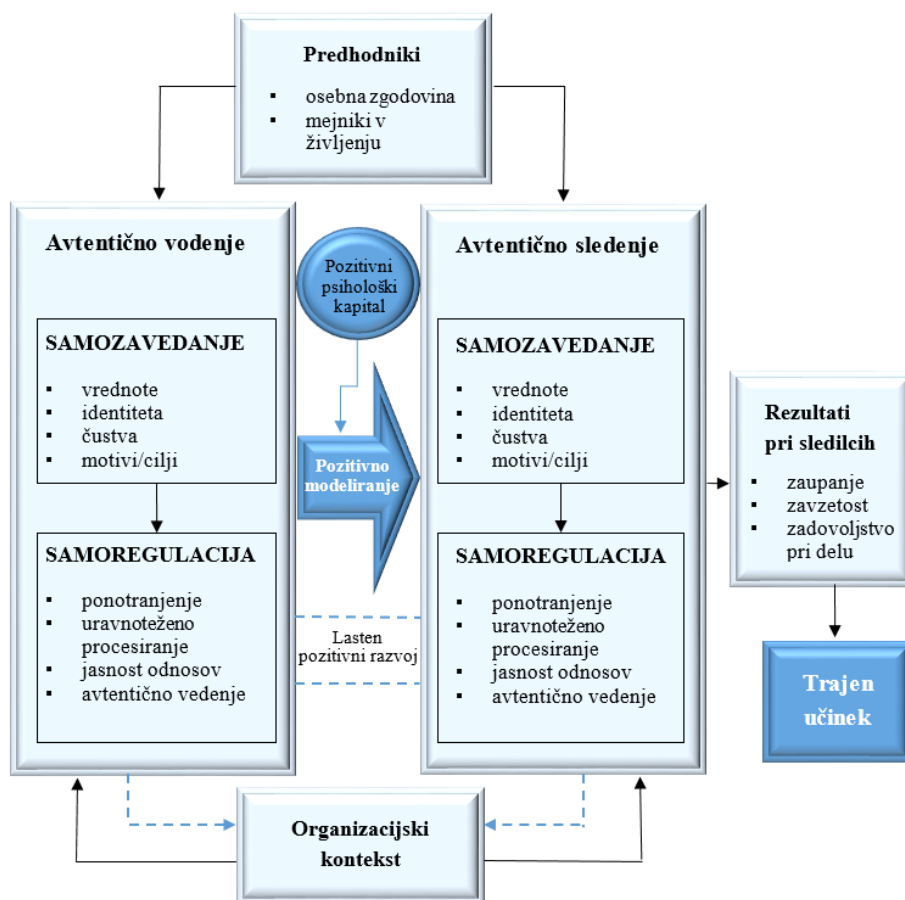 Predhodniki
▪ osebna zgodovina
▪ mejniki v
življenju
Avtentično vodenje
SAMOZAVEDANJE
▪ vrednote
▪ identiteta
▪ čustva
▪ motivi/cilji
SAMOREGULACIJA
▪ ponotranjenje
▪ uravnoteženo
procesiranje
▪ jasnost odnosov
▪ avtentično vedenje
Pozitivni
psihološki
kapital
Pozitivno
modeliranje
Lasten
pozitivni razvoj
Avtentično sledenje
SAMOZAVEDANJE
▪ vrednote
▪ identiteta
▪ čustva
▪ motivi/cilji
SAMOREGULACIJA
▪ ponotranjenje
▪ uravnoteženo
procesiranje
▪ jasnost odnosov
▪ avtentično vedenje
Rezultati
pri sledilcih
▪ zaupanje
▪ zavzetost
▪ zadovoljstvo
pri delu
Trajen
učinek
Organizacijski
kontekst